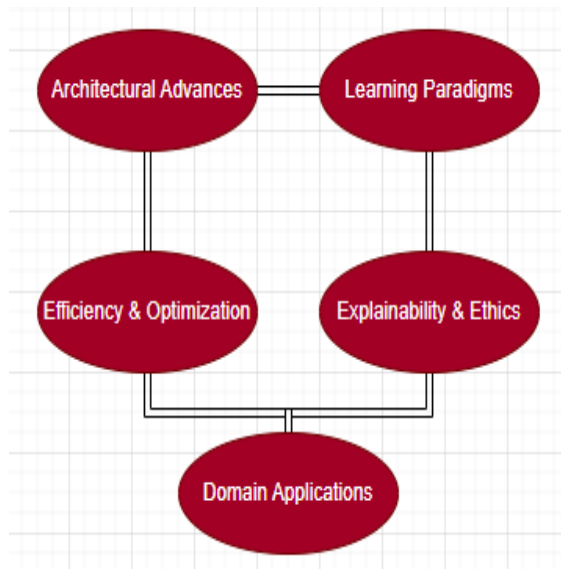 Architectural Advances
Learning Paradigms
Efficiency & Optimization
Explainability & Ethics
Domain Applications